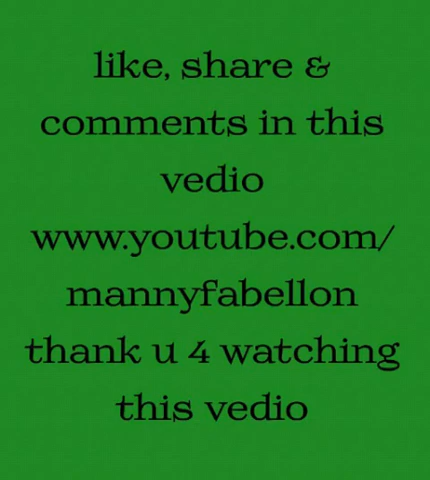 like, share &
comments in this
vedio
www.youtube.com/
mannyfabellon
thank u 4 watching
this vedio